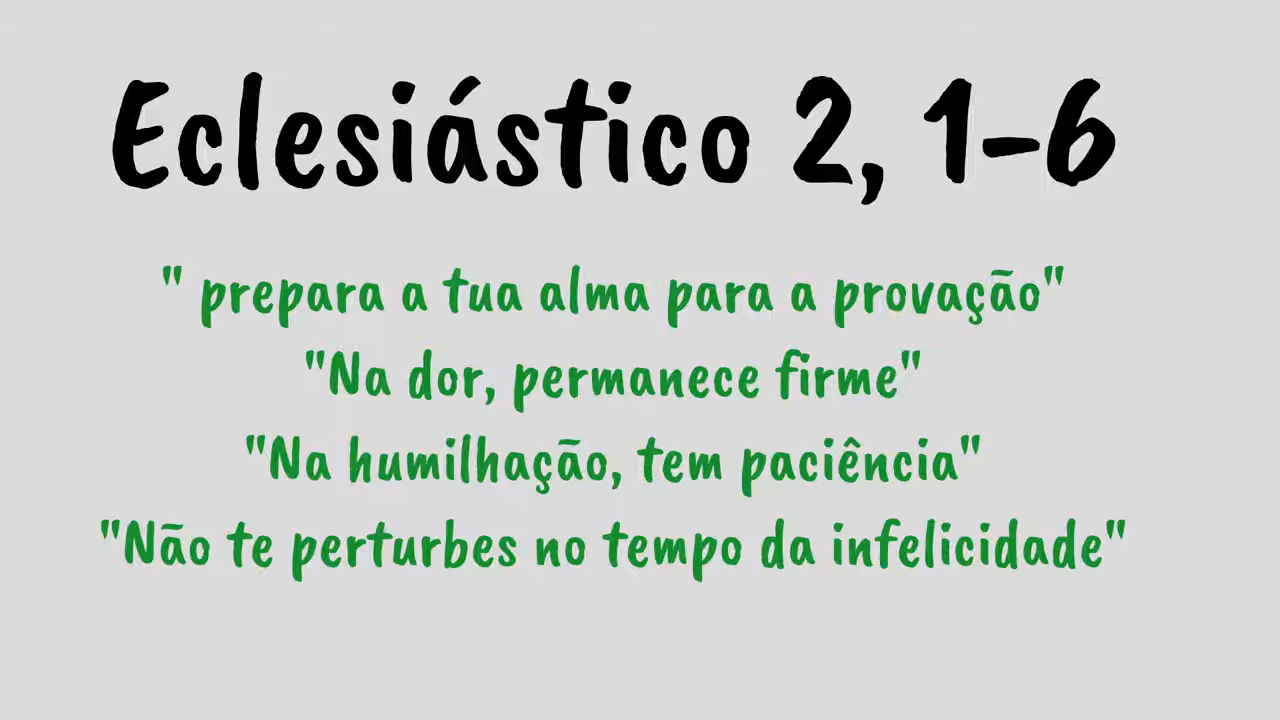 Eclesiástico 2, 1-6
" prepara a tua alma para a provação"
"Na dor, permanece firme"
"Na humilhação, tem paciência"
"Não te perturbes no tempo da infelicidade"